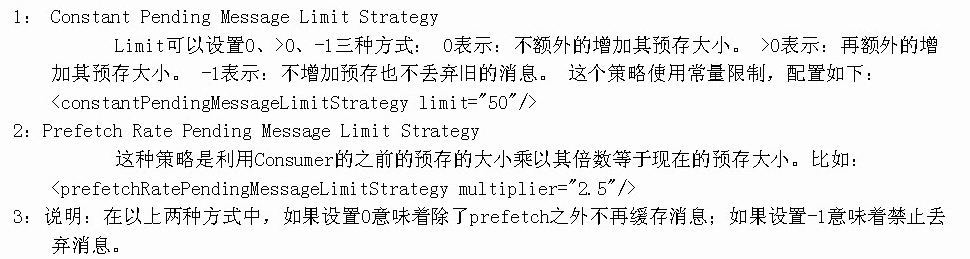 1: Constant Pending Message Limit Strategy
Limit可以设置0、>0、-1三种方式: 0表示:不额外的增加其预存大小。 >0表示:再额外的增
加其预存大小。 -1表示:不增加预存也不丢弃旧的消息。 这个策略使用常量限制,配置如下:
<constantPendingMessageLimitStrategy limit="50"/>
2:Prefetch Rate Pending Message Limit Strategy
这种策略是利用Consumer的之前的预存的大小乘以其倍数等于现在的预存大小。比如:
<prefetchRatePendingMessageLimitStrategy multiplier="2.5"/>
3:说明:在以上两种方式中,如果设置0意味着除了prefetch之外不再缓存消息;如果设置-1意味着禁止丢
弃消息。